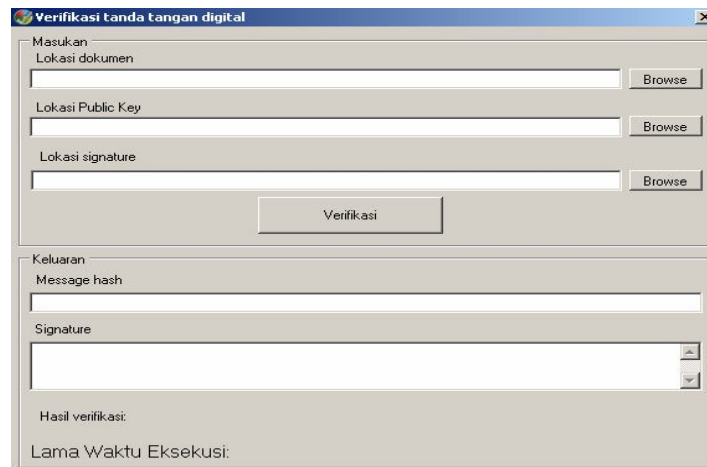 Verifikasi tanda tangan digital
Masukan
Lokasi dokumen
Browse
Lokasi Public Key
Browse
Lokasi signature
Browse
Verifikasi
Keluaran
Message hash
Signature
Hasil verifikasi:
Lama Waktu Eksekusi: